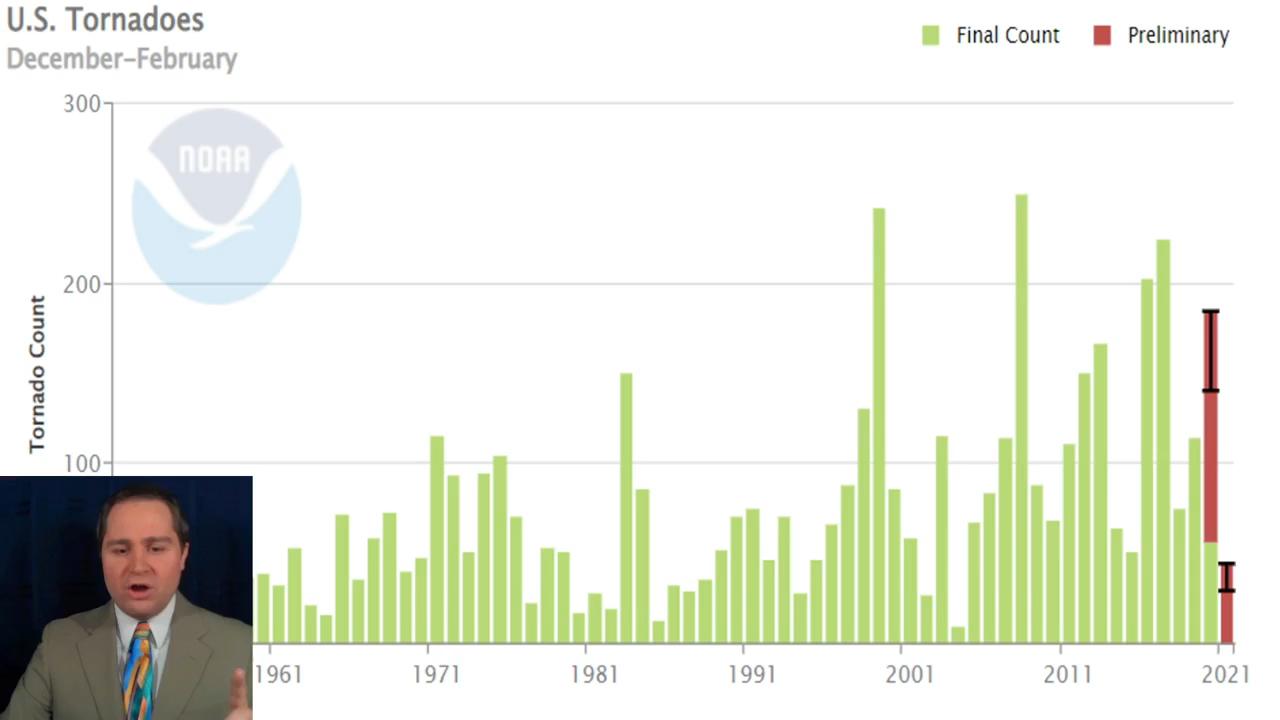 U.S. Tornadoes
December–February
Final Count
Preliminary
300
NOAA
200
Tornado Count
100
1961
1971
1981
1991
2001
2011
2021